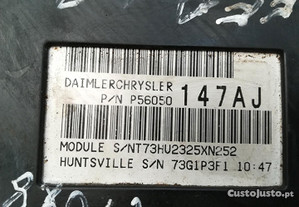 DAIMLERCHRYSLER
P/N P56050 147AJ
MODULE S/NT73HU2325XN252
HUNTSVILLE S/N 73G1P3F1 10:47
CustoJusto.pt